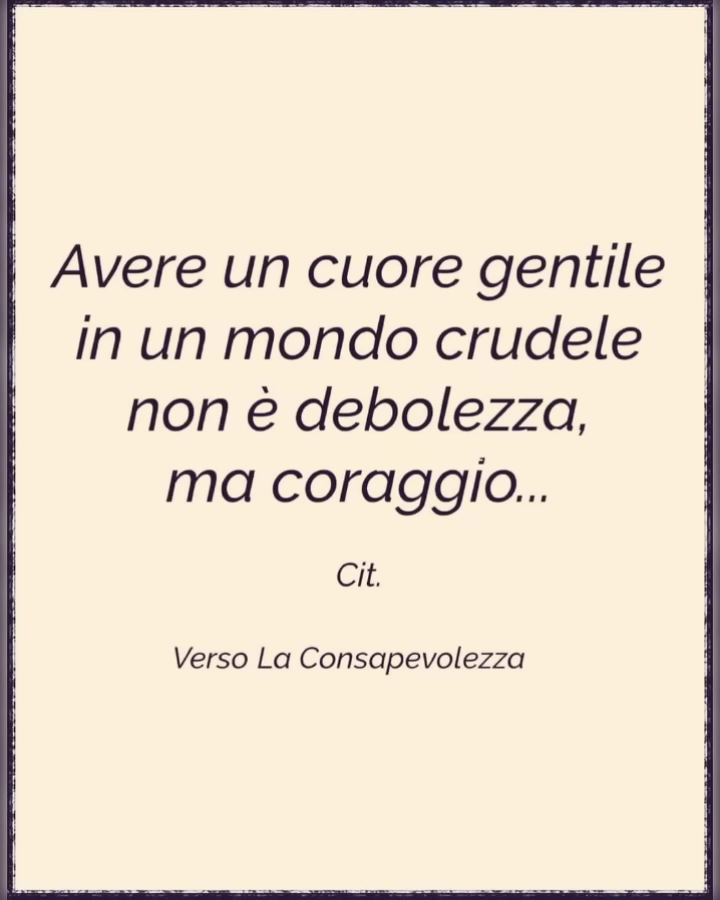 Avere un cuore gentile
in un mondo crudele
non è debolezza,
ma coraggio...
Cit.
Verso La Consapevolezza